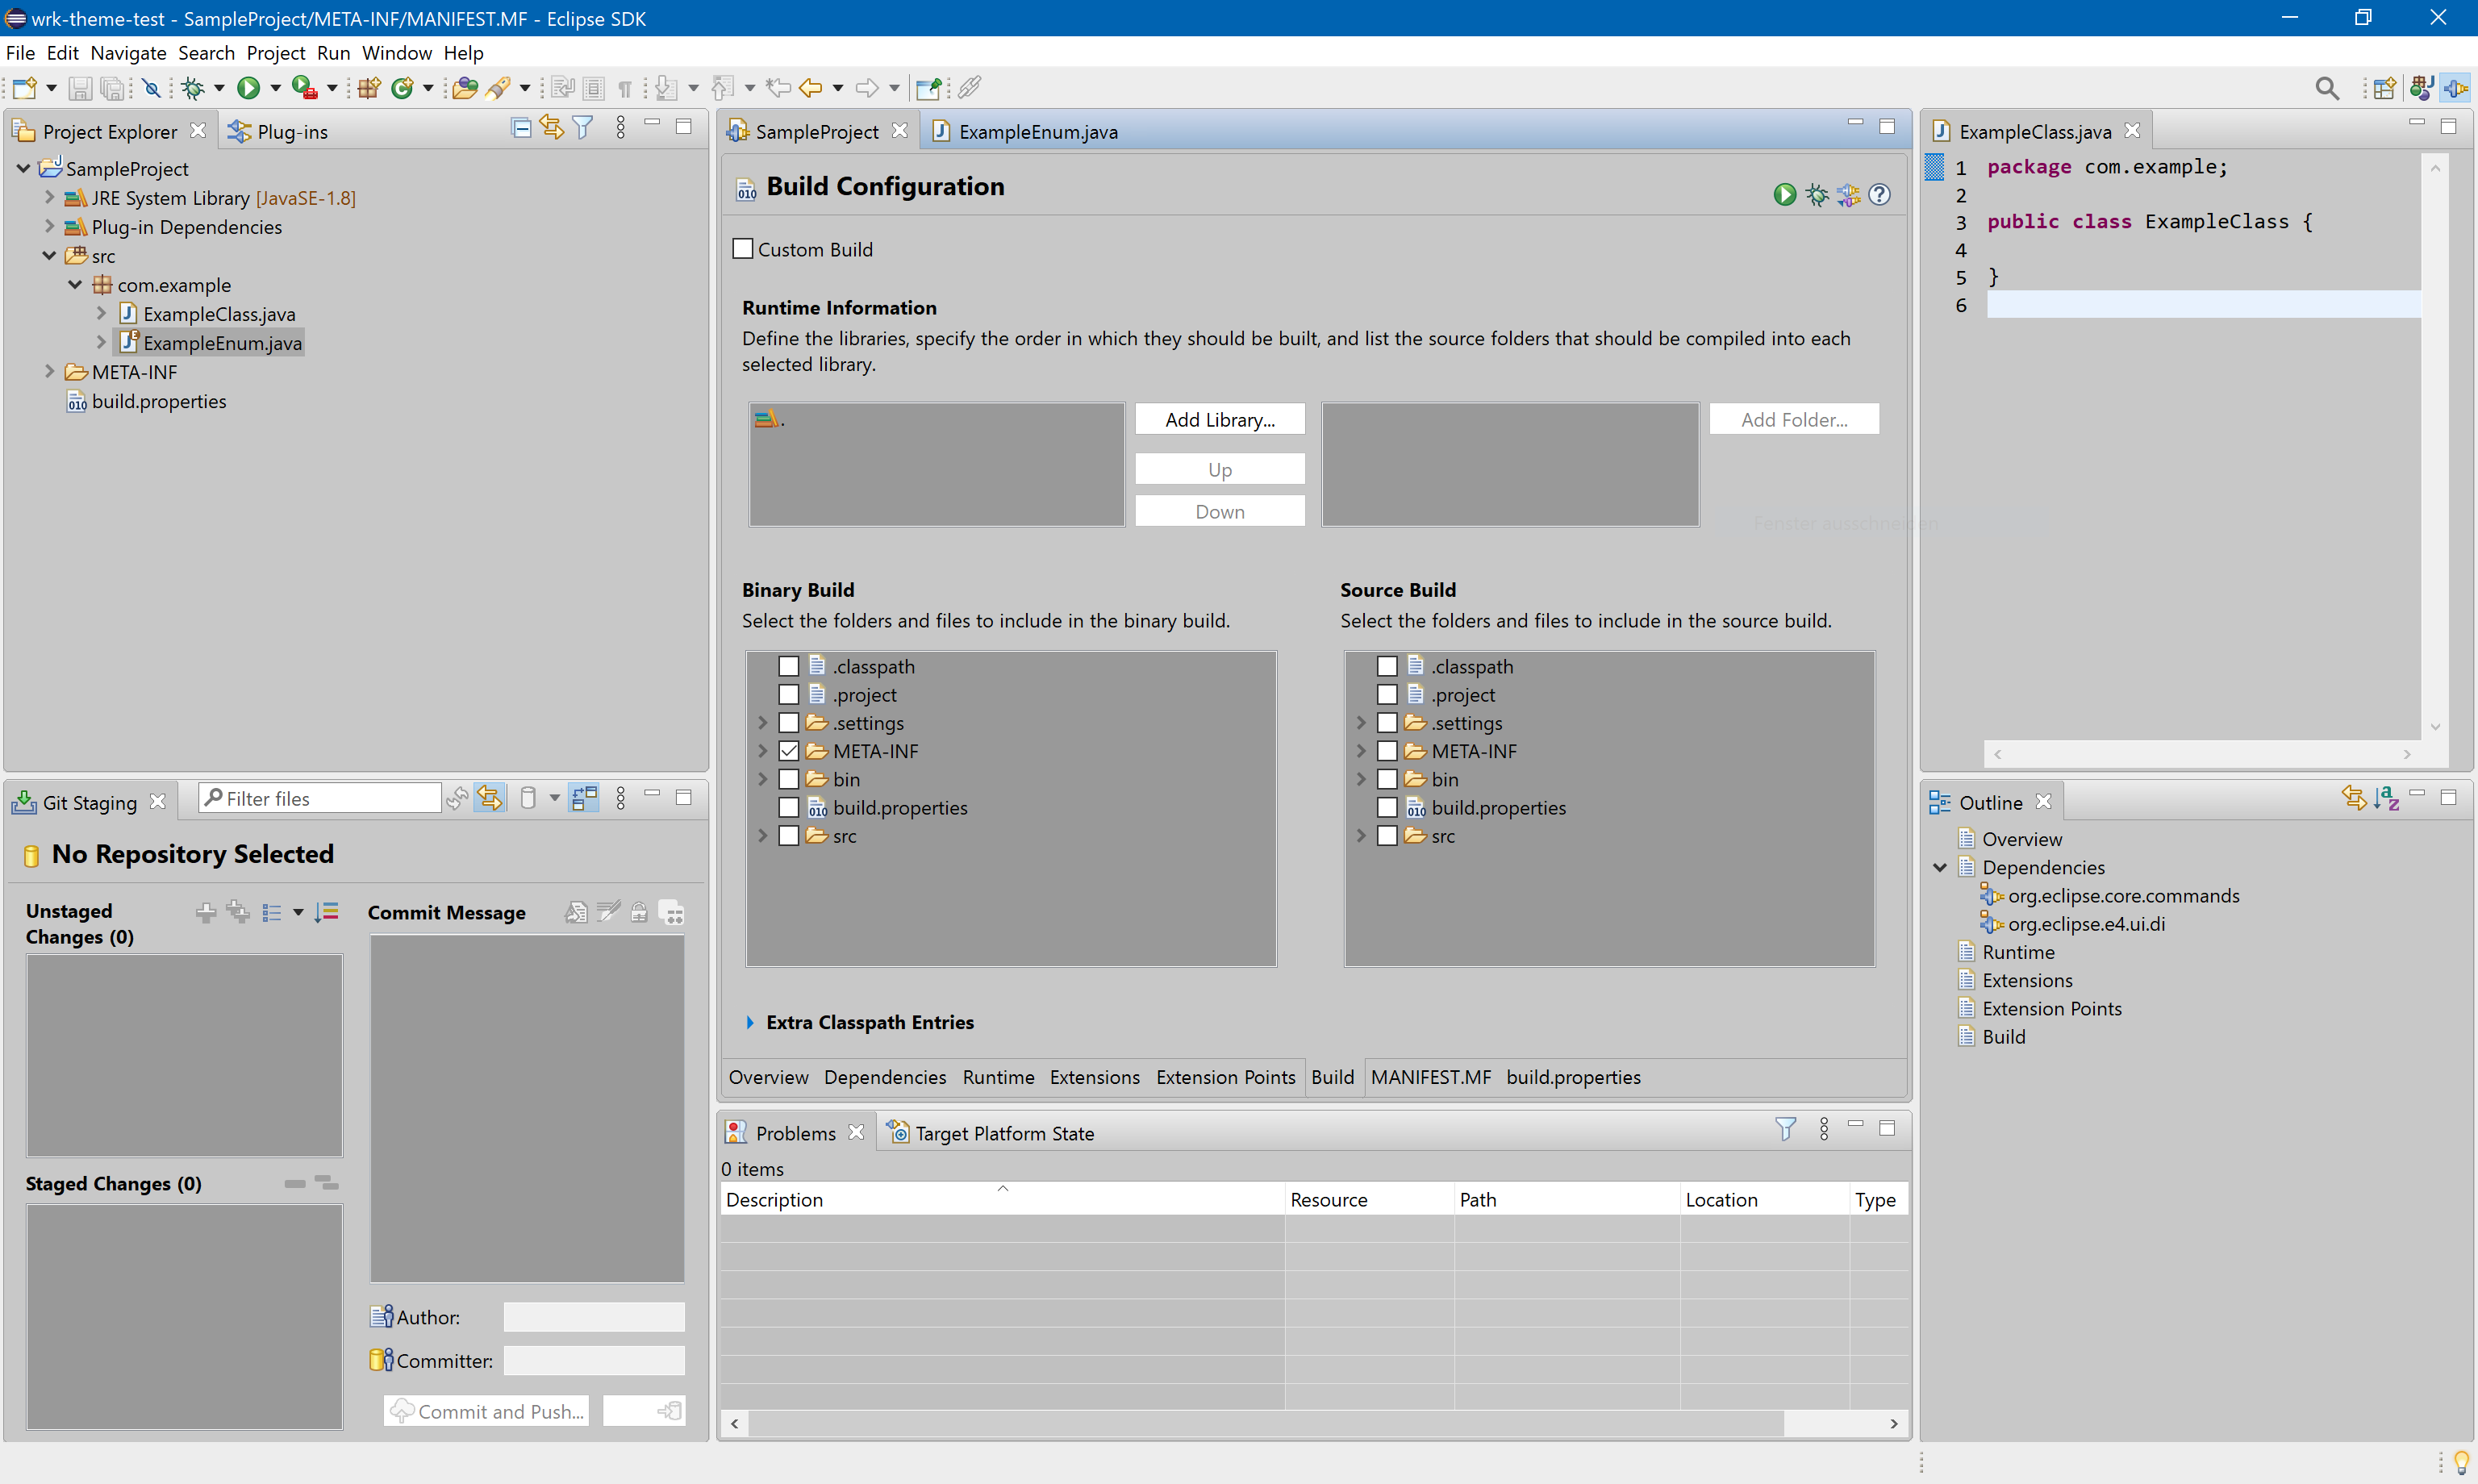 wrk-theme-test - SampleProject/META-INF/MANIFEST.MF - Eclipse SDK
File Edit Navigate Search Project Run Window Help
Project Explorer Plug-ins
SampleProject
JRE System Library [JavaSE-1.8]
Plug-in Dependencies
src
com.example
ExampleClass.java
ExampleEnum.java
META-INF
build.properties
Git Staging Filter files
No Repository Selected
Unstaged
Changes (0)
Staged Changes (0)
Commit Message
Author:
Committer:
Commit and Push...
SampleProject ExampleEnum.java
Build Configuration
Custom Build
Runtime Information
Define the libraries, specify the order in which they should be built, and list the source folders that should be compiled into each
selected library.
.
Add Library...
Up
Down
Add Folder...
Fenster ausschneiden
Binary Build
Select the folders and files to include in the binary build.
.classpath
.project
.settings
META-INF
bin
build.properties
src
Source Build
Select the folders and files to include in the source build.
.classpath
.project
.settings
META-INF
bin
build.properties
src
Extra Classpath Entries
Overview Dependencies Runtime Extensions Extension Points Build MANIFEST.MF build.properties
Problems Target Platform State
0 items
Description Resource Path Location Type
ExampleClass.java
1 package com.example;
2
3 public class ExampleClass {
4
5 }
6
Outline
Overview
Dependencies
org.eclipse.core.commands
org.eclipse.e4.ui.di
Runtime
Extensions
Extension Points
Build